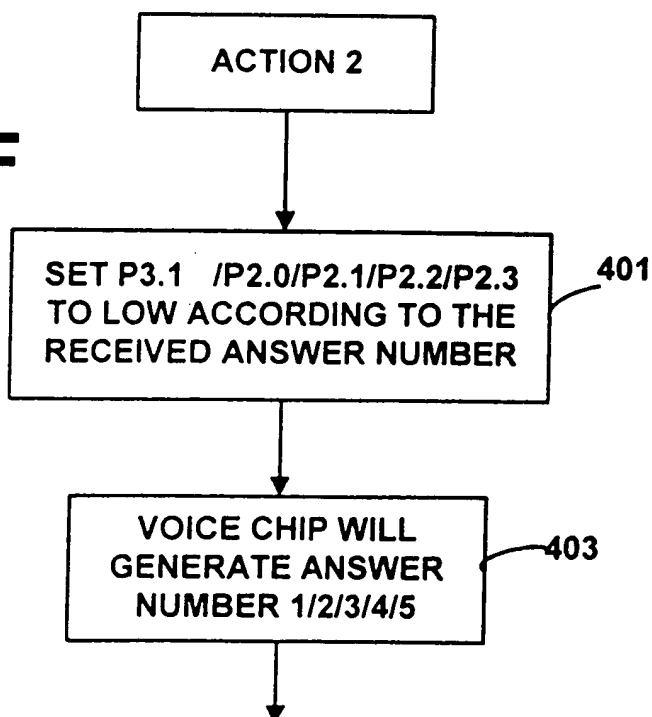 ACTION 2
SET P3.1 /P2.0/P2.1/P2.2/P2.3
TO LOW ACCORDING TO THE
RECEIVED ANSWER NUMBER
401
VOICE CHIP WILL
GENERATE ANSWER
NUMBER 1/2/3/4/5
403